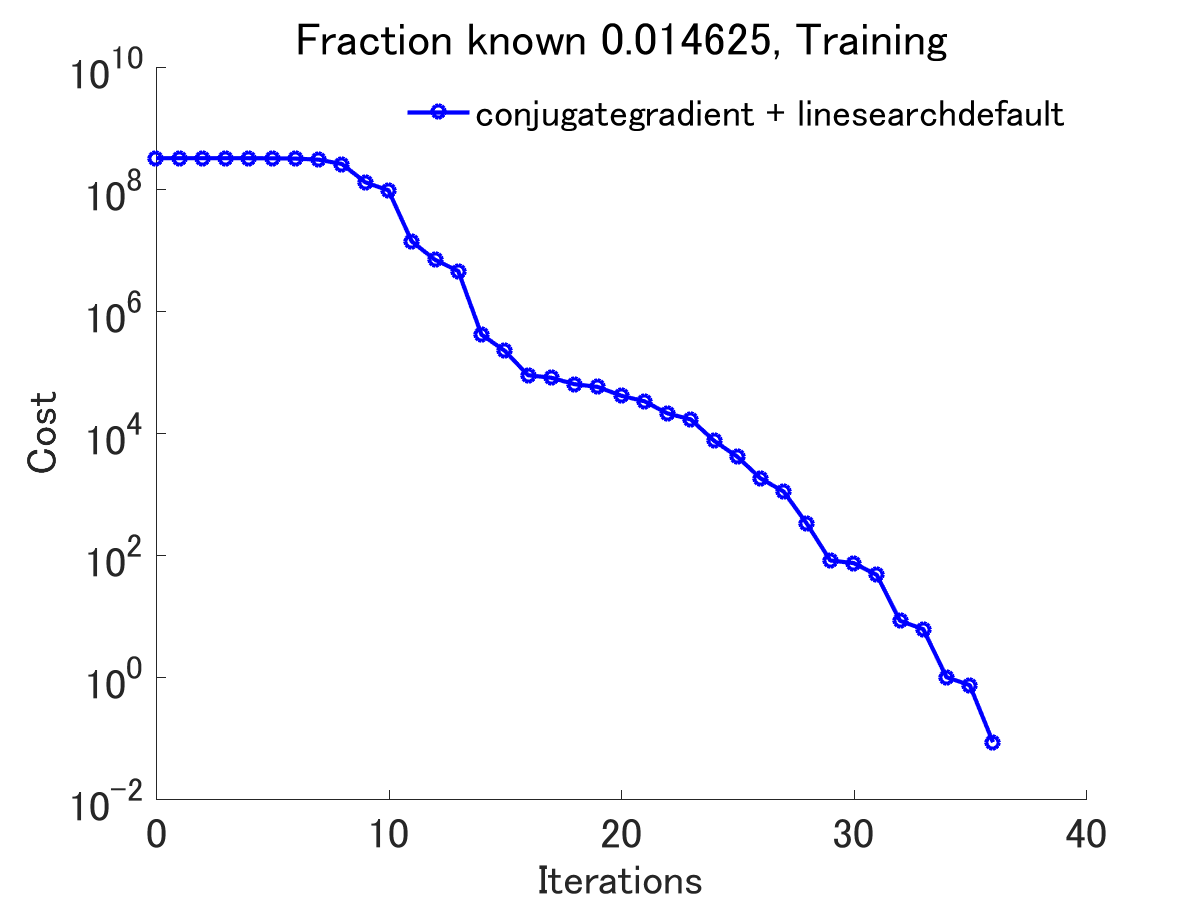 Fraction known 0.014625, Training
conjugategradient + linesearchdefault
10^10
10^8
10^6
10^4
10^2
10^0
10^-2
Cost
0 10 20 30 40
Iterations